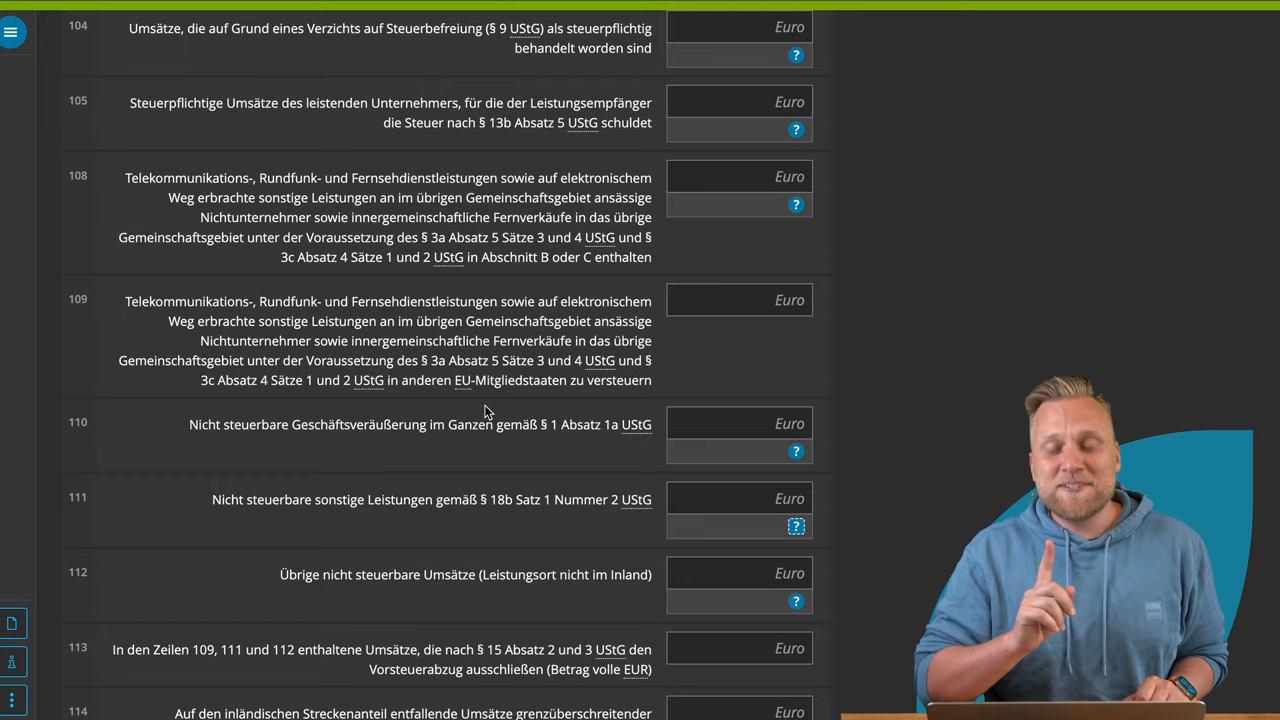 104
Umsätze, die auf Grund eines Verzichts auf Steuerbefreiung (§ 9 UStG) als steuerpflichtig
behandelt worden sind
Euro
?
105
Steuerpflichtige Umsätze des leistenden Unternehmers, für die der Leistungsempfänger
die Steuer nach § 13b Absatz 5 UStG schuldet
Euro
?
108
Telekommunikations-, Rundfunk- und Fernsehdienstleistungen sowie auf elektronischem
Weg erbrachte sonstige Leistungen an im übrigen Gemeinschaftsgebiet ansässige
Nichtunternehmer sowie innergemeinschaftliche Fernverkäufe in das übrige
Gemeinschaftsgebiet unter der Voraussetzung des § 3a Absatz 5 Sätze 3 und 4 UStG und §
3c Absatz 4 Sätze 1 und 2 UStG in Abschnitt B oder C enthalten
Euro
?
109
Telekommunikations-, Rundfunk- und Fernsehdienstleistungen sowie auf elektronischem
Weg erbrachte sonstige Leistungen an im übrigen Gemeinschaftsgebiet ansässige
Nichtunternehmer sowie innergemeinschaftliche Fernverkäufe in das übrige
Gemeinschaftsgebiet unter der Voraussetzung des § 3a Absatz 5 Sätze 3 und 4 UStG und §
3c Absatz 4 Sätze 1 und 2 UStG in anderen EU-Mitgliedstaaten zu versteuern
Euro
110
Nicht steuerbare Geschäftsveräußerung im Ganzen gemäß § 1 Absatz 1a UStG
Euro
?
111
Nicht steuerbare sonstige Leistungen gemäß § 18b Satz 1 Nummer 2 UStG
Euro
?
112
Übrige nicht steuerbare Umsätze (Leistungsort nicht im Inland)
Euro
?
113
In den Zeilen 109, 111 und 112 enthaltene Umsätze, die nach § 15 Absatz 2 und 3 UStG den
Vorsteuerabzug ausschließen (Betrag volle EUR)
Euro
114
Auf den inländischen Streckenanteil entfallende Umsätze grenzüberschreitender
Euro